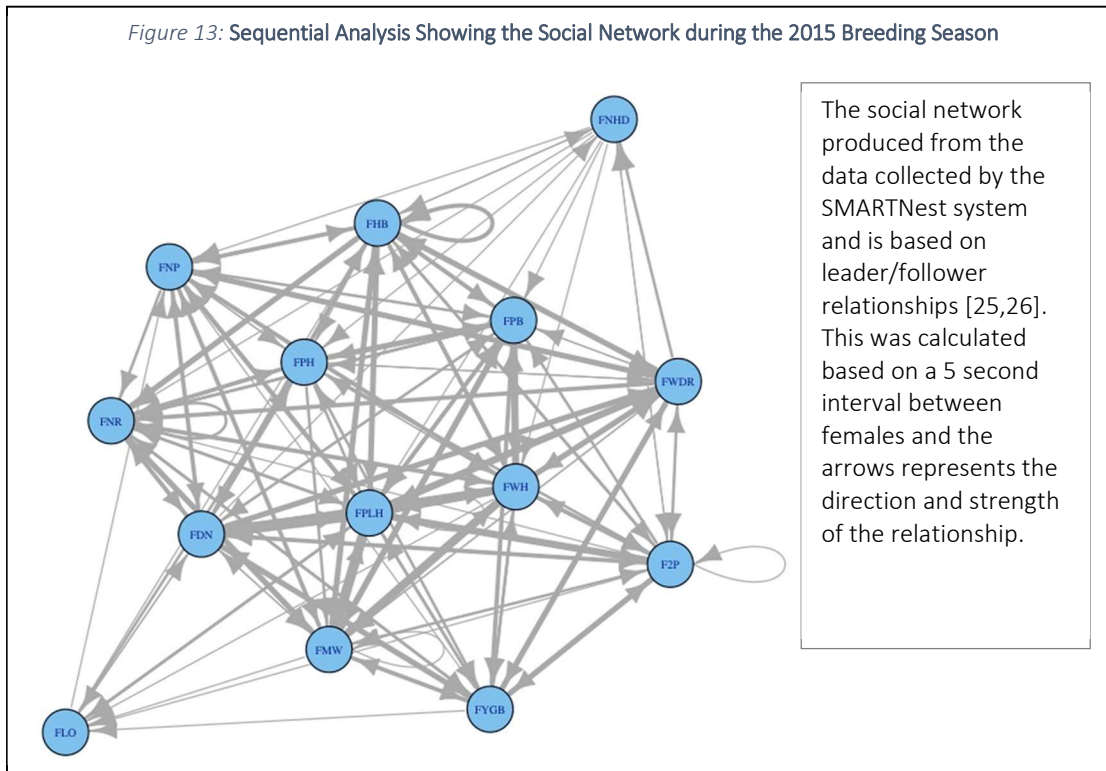 Figure 13: Sequential Analysis Showing the Social Network during the 2015 Breeding Season
FNHD
FHB
FNP
FPB
FPH
FWDR
FNR
FWH
FPLH
FDN
F2P
FMW
FYGB
FLO
The social network
produced from the
data collected by the
SMARTNest system
and is based on
leader/follower
relationships [25,26].
This was calculated
based on a 5 second
interval between
females and the
arrows represents the
direction and strength
of the relationship.